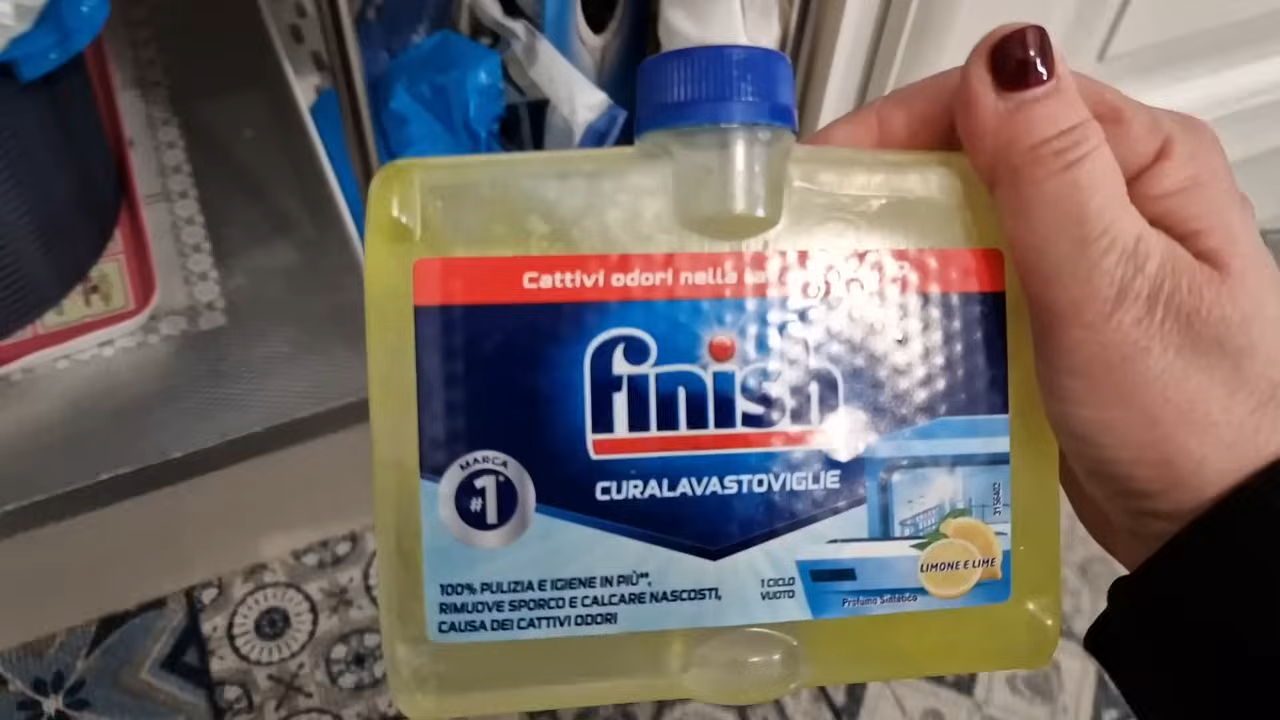 Cattivi odori nella
finish
CURALAVASTOVIGLIE
MARCA
#1
100% PULIZIA E IGIENE IN PIÙ**,
RIMUOVE SPORCO E CALCARE NASCOSTI,
CAUSA DEI CATTIVI ODORI
1 CICLO
VUOTO
LIMONE E LIME
Profumo Sintetico
3156402